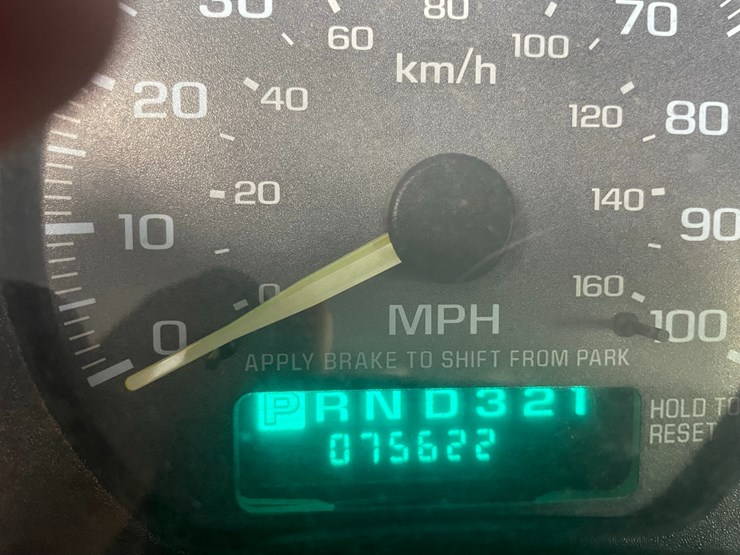 30 80 70
60 100
km/h
20 40 120 80
20 140
10 90
0 160
MPH 100
0
APPLY BRAKE TO SHIFT FROM PARK
P R N D 3 2 1 HOLD TO
075622 RESET